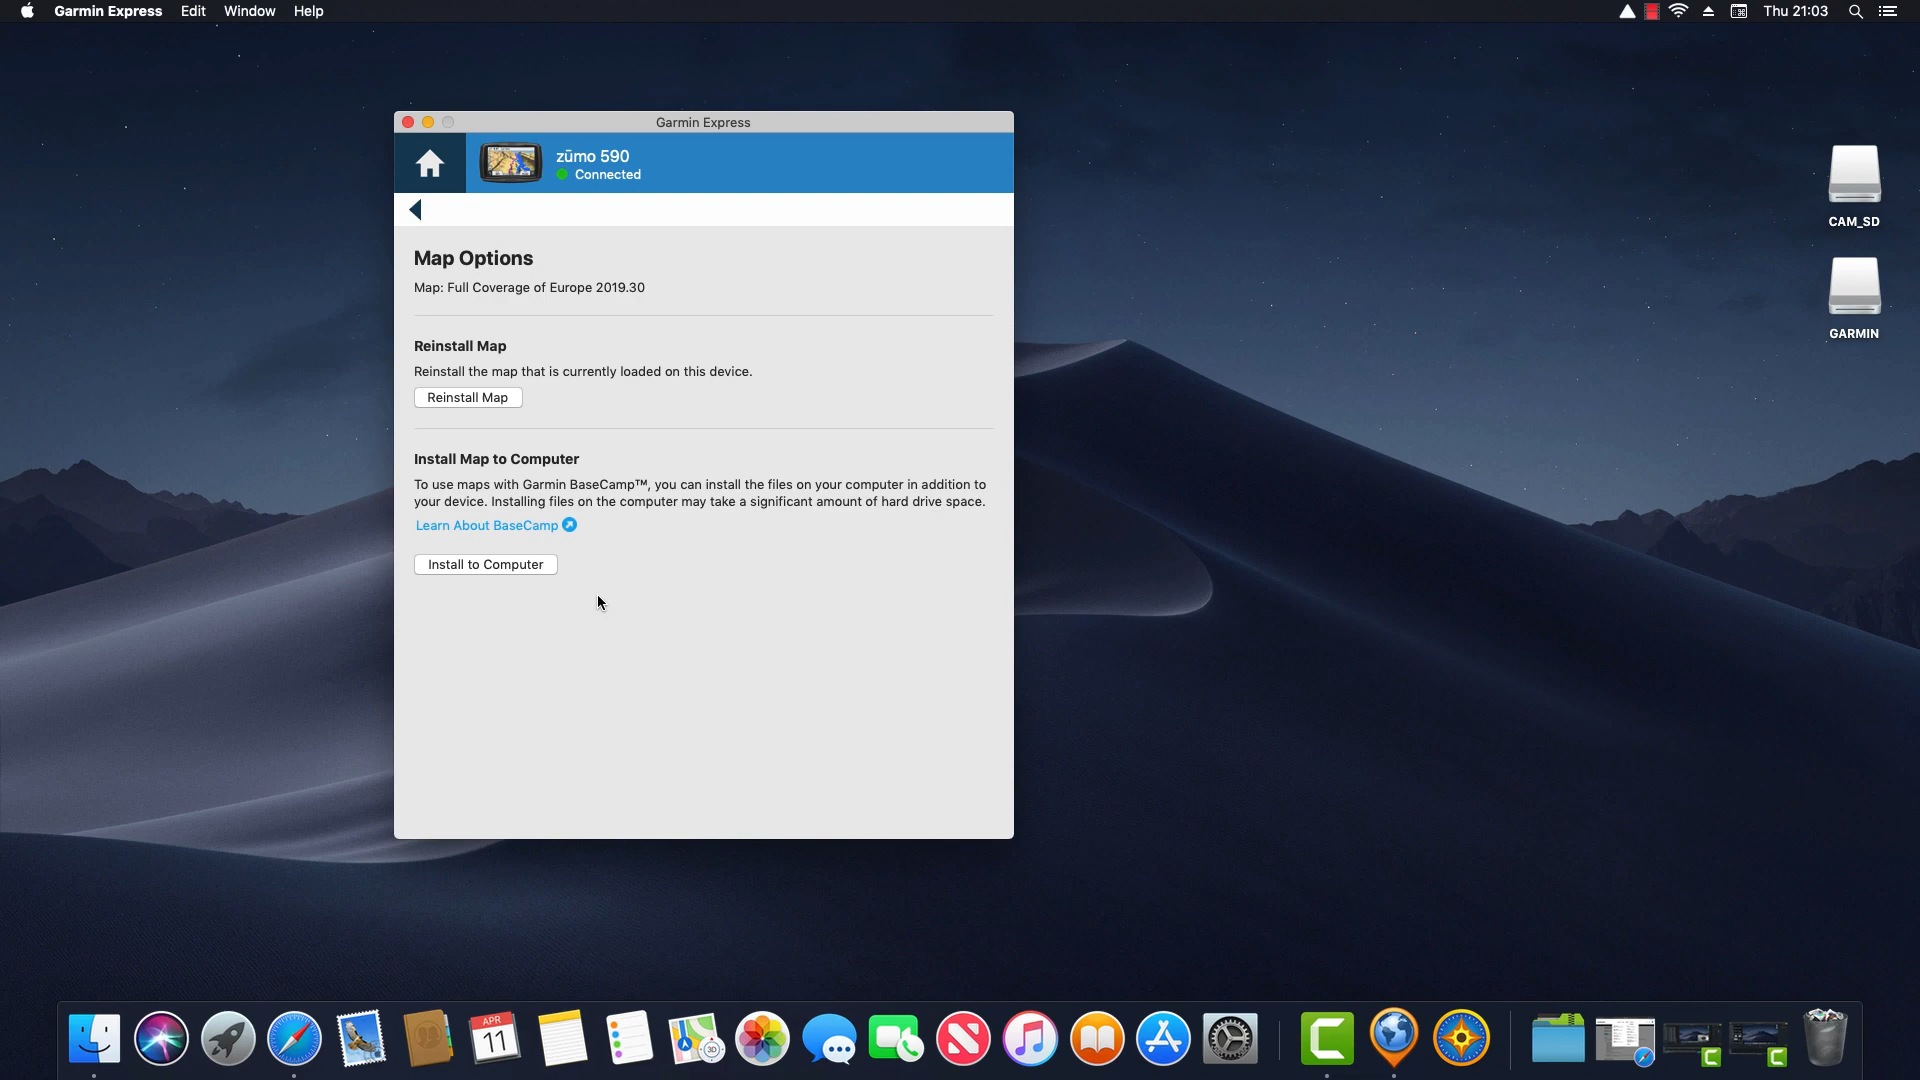 Garmin Express Edit Window Help Thu 21:03
Garmin Express
zūmo 590
Connected
Map Options
Map: Full Coverage of Europe 2019.30
Reinstall Map
Reinstall the map that is currently loaded on this device.
Reinstall Map
Install Map to Computer
To use maps with Garmin BaseCamp™, you can install the files on your computer in addition to
your device. Installing files on the computer may take a significant amount of hard drive space.
Learn About BaseCamp
Install to Computer
CAM_SD
GARMIN
APR
11
3D